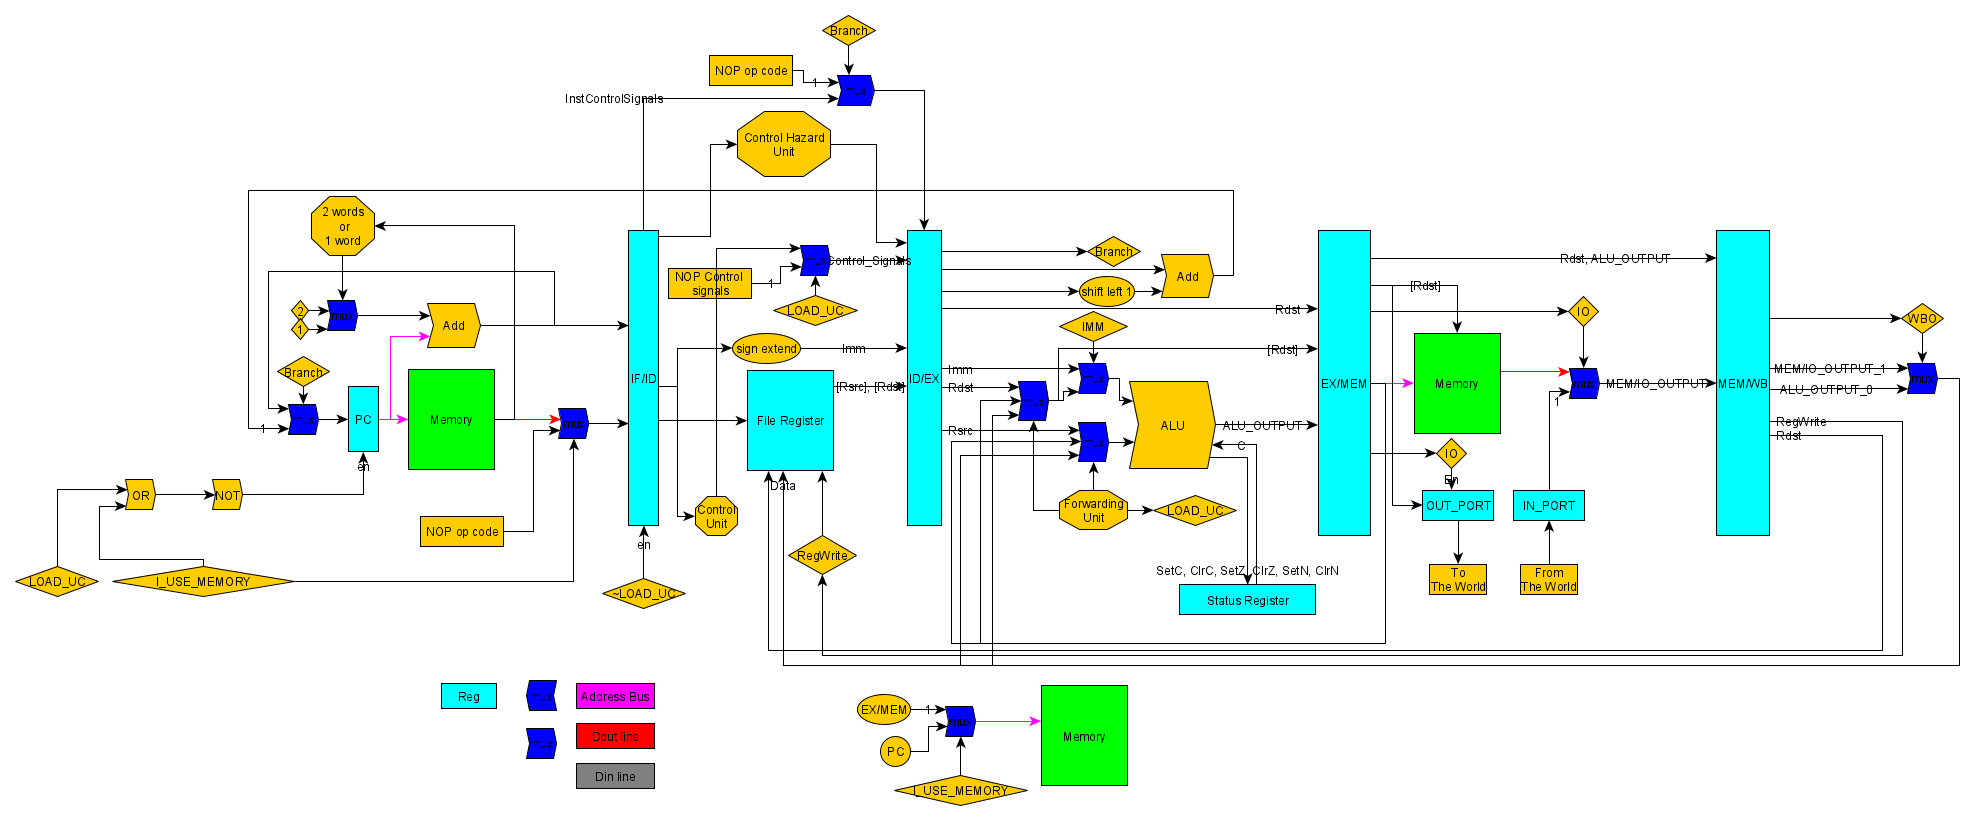 Branch
NOP op code
1
mux
InstControlSignals
Control Hazard
Unit
2 words
or
1 word
2
1
mux
Add
Branch
1
mux
PC
en
Memory
mux
OR
NOT
NOP op code
LOAD_UC
I_USE_MEMORY
IF/ID
en
~LOAD_UC
NOP Control
signals
1
mux
Control_Signals
LOAD_UC
sign extend
Imm
File Register
[Rsrc], [Rdst]
Data
Control
Unit
RegWrite
ID/EX
Branch
shift left 1
Add
Rdst
IMM
[Rdst]
Imm
Rdst
mux
mux
Rsrc
mux
ALU
ALU_OUTPUT
C
Forwarding
Unit
LOAD_UC
SetC, ClrC, SetZ, ClrZ, SetN, ClrN
Status Register
EX/MEM
Rdst, ALU_OUTPUT
[Rdst]
IO
Memory
mux
1
MEM/IO_OUTPUT
IO
En
OUT_PORT
IN_PORT
To
The World
From
The World
MEM/WB
WBO
MEM/IO_OUTPUT_1
ALU_OUTPUT_0
mux
RegWrite
Rdst
Reg
mux
Address Bus
mux
Dout line
Din line
EX/MEM
1
mux
PC
I_USE_MEMORY
Memory